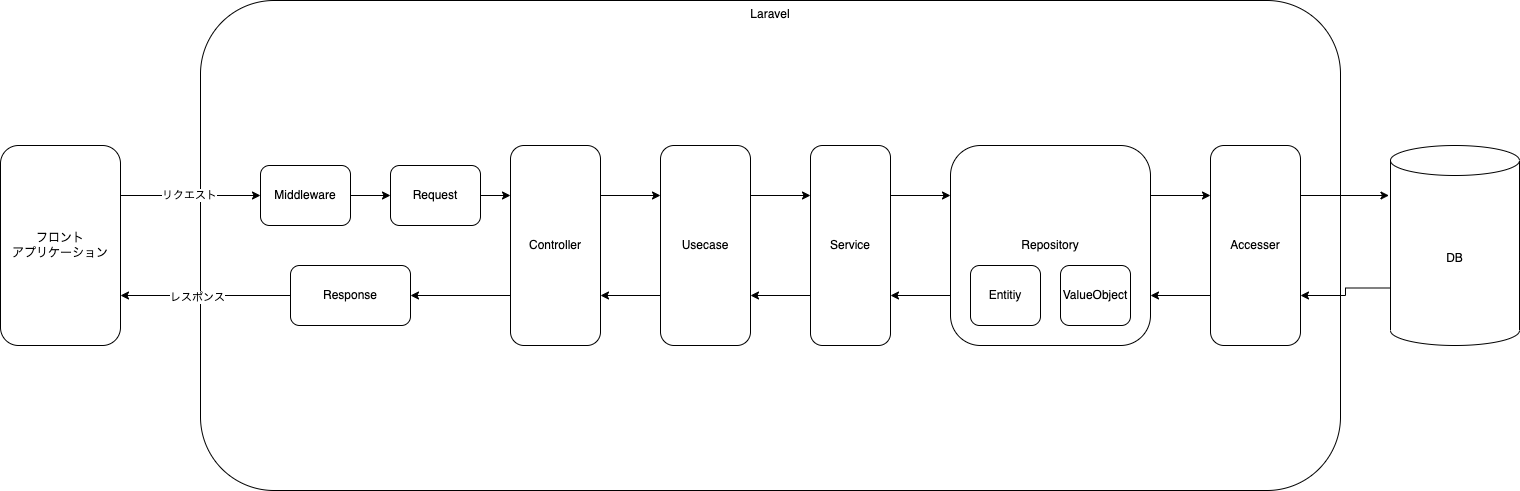 Laravel
フロント
アプリケーション
リクエスト
Middleware
Request
レスポンス
Response
Controller
Usecase
Service
Repository
Entitiy
ValueObject
Accesser
DB